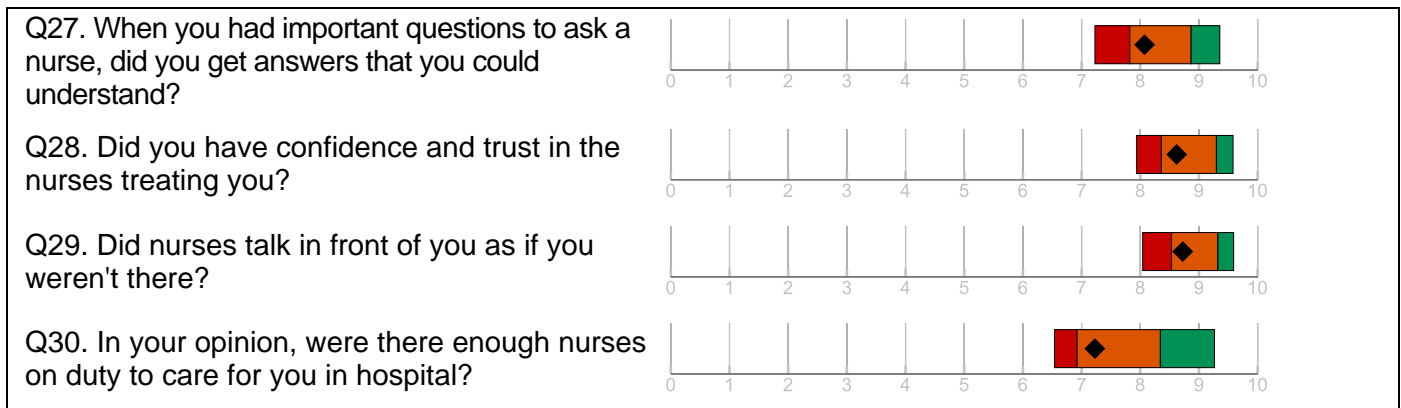 Q27. When you had important questions to ask a
nurse, did you get answers that you could
understand?
0 1 2 3 4 5 6 7 8 9 10
Q28. Did you have confidence and trust in the
nurses treating you?
0 1 2 3 4 5 6 7 8 9 10
Q29. Did nurses talk in front of you as if you
weren't there?
0 1 2 3 4 5 6 7 8 9 10
Q30. In your opinion, were there enough nurses
on duty to care for you in hospital?
0 1 2 3 4 5 6 7 8 9 10